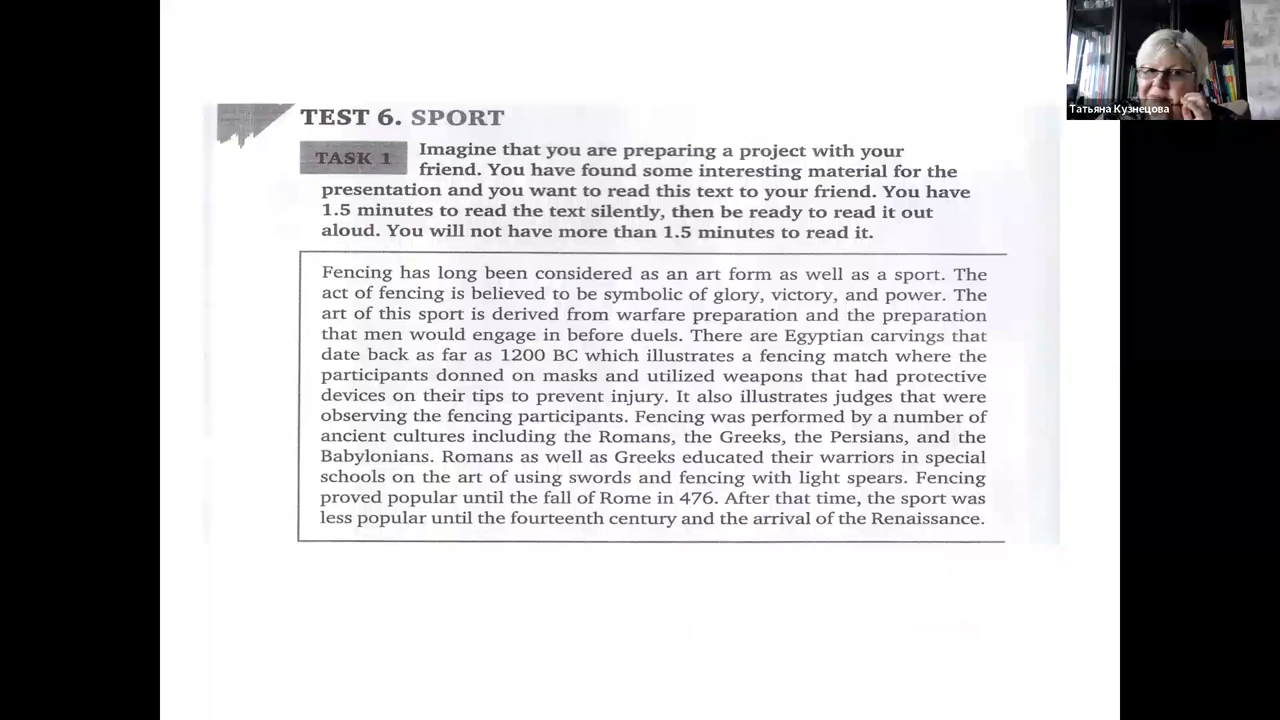 TEST 6. SPORT
TASK 1
Imagine that you are preparing a project with your
friend. You have found some interesting material for the
presentation and you want to read this text to your friend. You have
1.5 minutes to read the text silently, then be ready to read it out
aloud. You will not have more than 1.5 minutes to read it.
Fencing has long been considered as an art form as well as a sport. The
act of fencing is believed to be symbolic of glory, victory, and power. The
art of this sport is derived from warfare preparation and the preparation
that men would engage in before duels. There are Egyptian carvings that
date back as far as 1200 BC which illustrates a fencing match where the
participants donned on masks and utilized weapons that had protective
devices on their tips to prevent injury. It also illustrates judges that were
observing the fencing participants. Fencing was performed by a number of
ancient cultures including the Romans, the Greeks, the Persians, and the
Babylonians. Romans as well as Greeks educated their warriors in special
schools on the art of using swords and fencing with light spears. Fencing
proved popular until the fall of Rome in 476. After that time, the sport was
less popular until the fourteenth century and the arrival of the Renaissance.
Татьяна Кузнецова